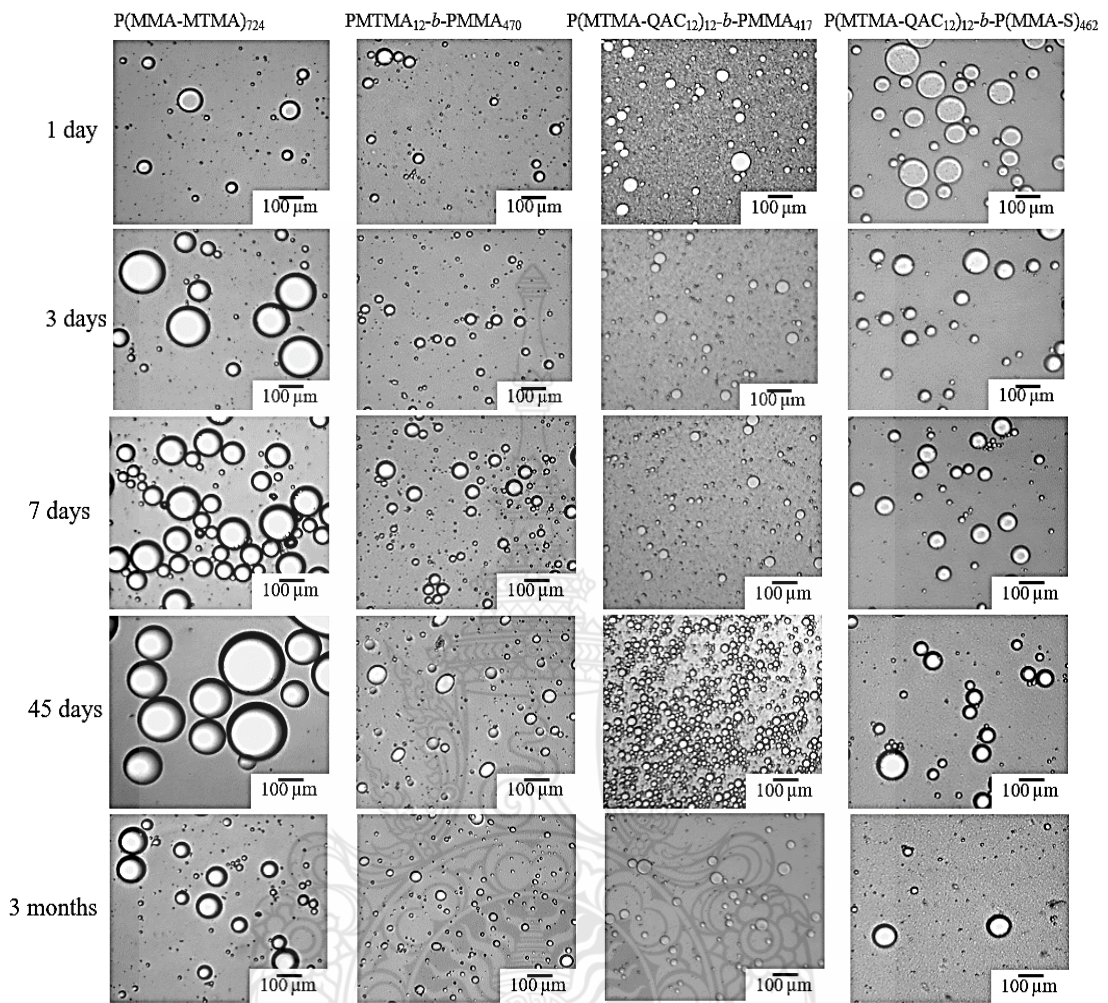 P(MMA-MTMA)₇₂₄ PMTMA₁₂-b-PMMA₄₇₀ P(MTMA-QAC₁₂)₁₂-b-PMMA₄₁₇ P(MTMA-QAC₁₂)₁₂-b-P(MMA-S)₄₆₂
1 day
100 µm 100 µm 100 µm 100 µm
3 days
100 µm 100 µm 100 µm 100 µm
7 days
100 µm 100 µm 100 µm 100 µm
45 days
100 µm 100 µm 100 µm 100 µm
3 months
100 µm 100 µm 100 µm 100 µm